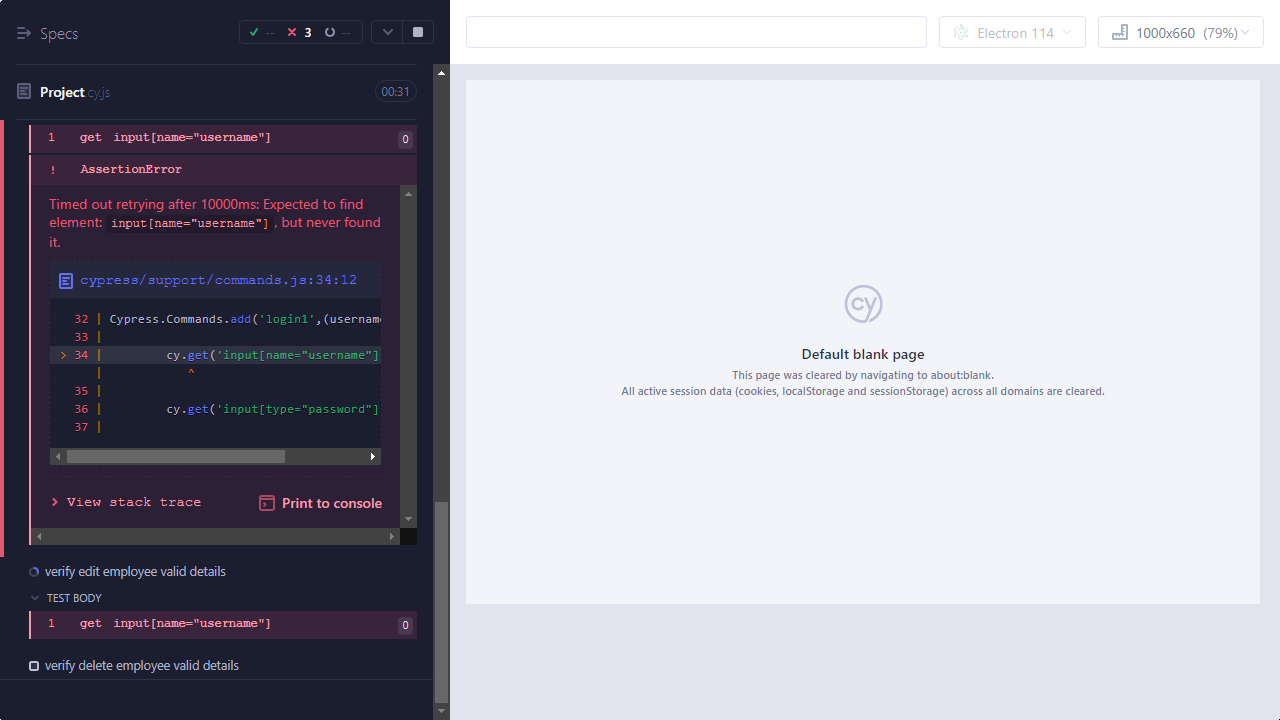 Specs
--
3
--
Electron 114
1000x660 (79%)
Project.cy.js
00:31
1 get input[name="username"] 0
! AssertionError
Timed out retrying after 10000ms: Expected to find
element: input[name="username"], but never found
it.
cypress/support/commands.js:34:12
32 | Cypress.Commands.add('login1',(username
33 |
> 34 | cy.get('input[name="username"]
| ^
35 |
36 | cy.get('input[type="password"]
37 |
View stack trace
Print to console
verify edit employee valid details
TEST BODY
1 get input[name="username"] 0
verify delete employee valid details
cy
Default blank page
This page was cleared by navigating to about:blank.
All active session data (cookies, localStorage and sessionStorage) across all domains are cleared.